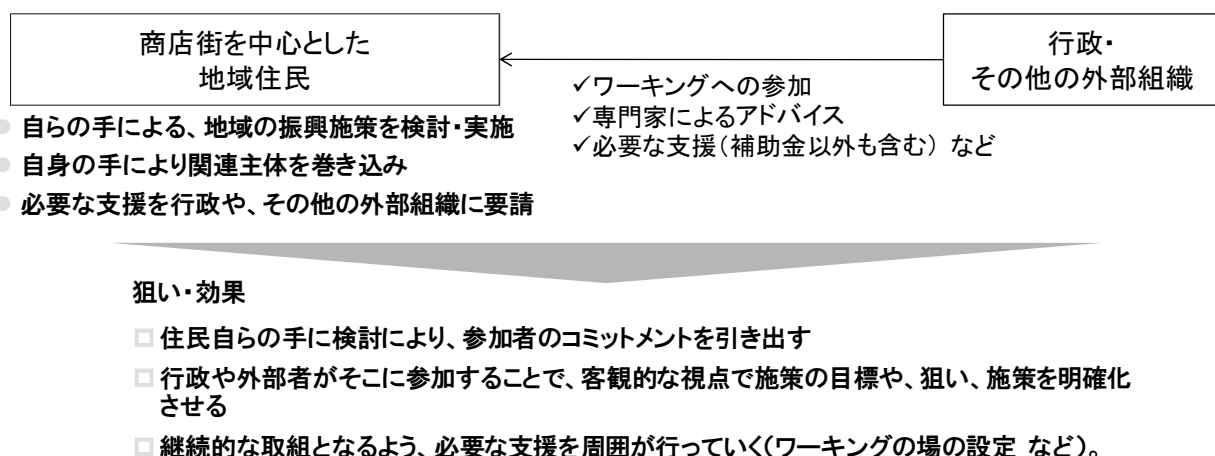 商店街を中心とした
地域住民
行政・
その他の外部組織
✓ワーキングへの参加
✓専門家によるアドバイス
✓必要な支援(補助金以外も含む) など
● 自らの手による、地域の振興施策を検討・実施
● 自身の手により関連主体を巻き込み
● 必要な支援を行政や、その他の外部組織に要請
狙い・効果
□ 住民自らの手に検討により、参加者のコミットメントを引き出す
□ 行政や外部者がそこに参加することで、客観的な視点で施策の目標や、狙い、施策を明確化
させる
□ 継続的な取組となるよう、必要な支援を周囲が行っていく(ワーキングの場の設定 など)。